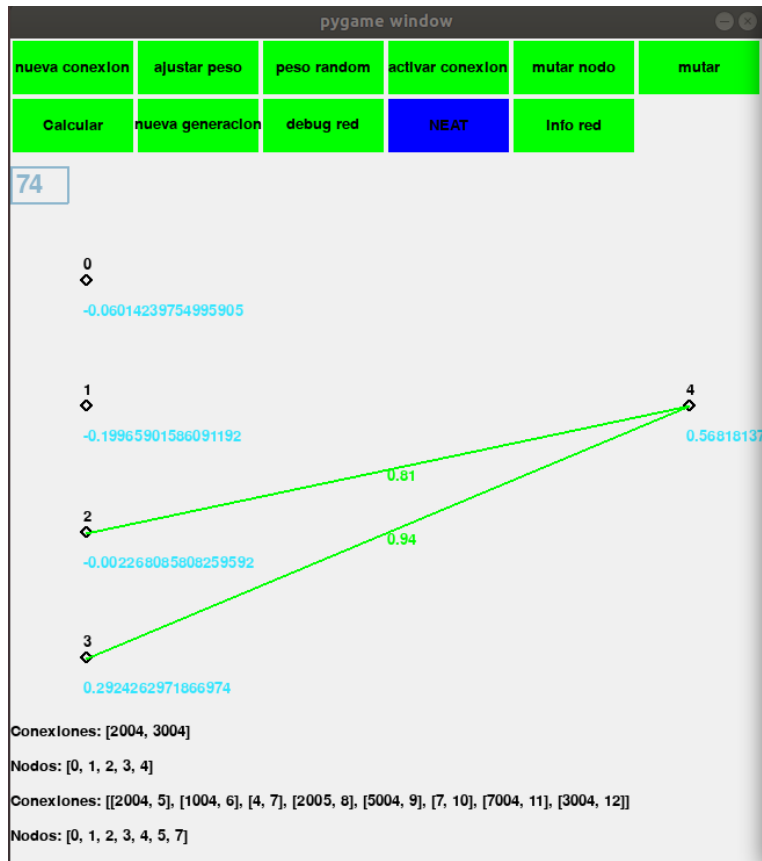 pygame window
nueva conexion ajustar peso peso random activar conexion mutar nodo mutar
Calcular nueva generacion debug red NEAT Info red
74
0
-0.06014239754995905
1
4
-0.19965901586091192
0.56818137
0.81
2
0.94
-0.002268085808259592
3
0.2924262971866974
Conexiones: [2004, 3004]
Nodos: [0, 1, 2, 3, 4]
Conexiones: [[2004, 5], [1004, 6], [4, 7], [2005, 8], [5004, 9], [7, 10], [7004, 11], [3004, 12]]
Nodos: [0, 1, 2, 3, 4, 5, 7]